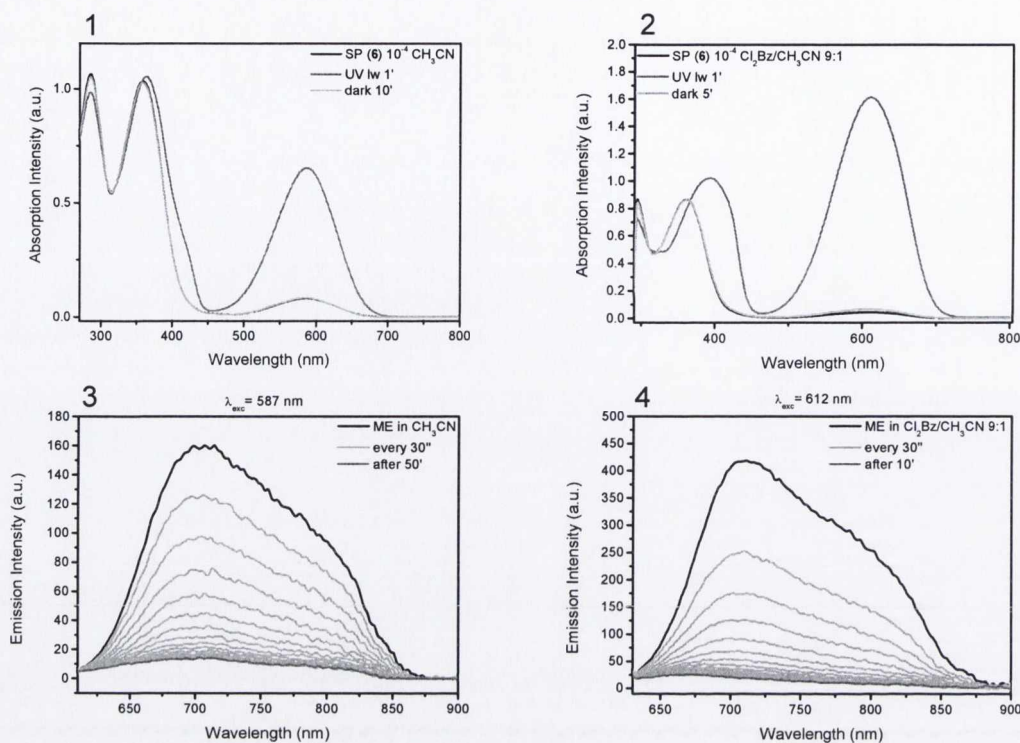 1
SP (6) 10⁻⁴ CH₃CN
UV lw 1'
dark 10'
Absorption Intensity (a.u.)
1.0
0.5
0.0
300 400 500 600 700 800
Wavelength (nm)
2
SP (6) 10⁻⁴ Cl₂Bz/CH₃CN 9:1
UV lw 1'
dark 5'
Absorption Intensity (a.u.)
2.0
1.8
1.6
1.4
1.2
1.0
0.8
0.6
0.4
0.2
0.0
300 400 500 600 700 800
Wavelength (nm)
3
λexc= 587 nm
ME in CH₃CN
every 30"
after 50'
Emission Intensity (a.u.)
180
160
140
120
100
80
60
40
20
0
650 700 750 800 850 900
Wavelength (nm)
4
λexc= 612 nm
ME in Cl₂Bz/CH₃CN 9:1
every 30"
after 10'
Emission Intensity (a.u.)
500
450
400
350
300
250
200
150
100
50
0
650 700 750 800 850 900
Wavelength (nm)